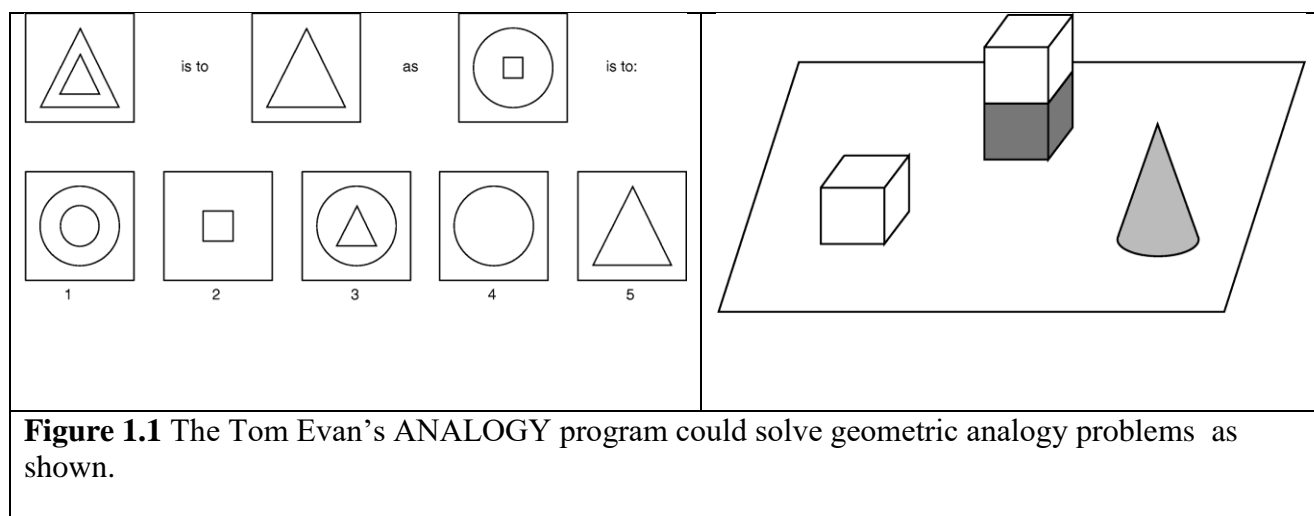 is to as is to:
1 2 3 4 5
Figure 1.1 The Tom Evan’s ANALOGY program could solve geometric analogy problems as
shown.